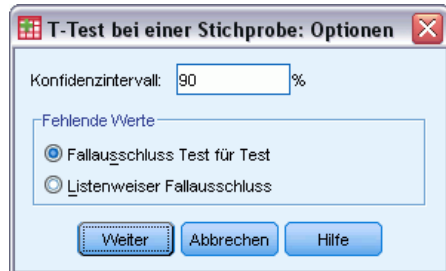 T-Test bei einer Stichprobe: Optionen
Konfidenzintervall: 90 %
Fehlende Werte
Fallausschluss Test für Test
Listenweiser Fallausschluss
Weiter Abbrechen Hilfe